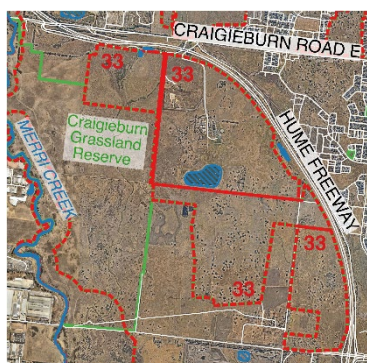 CRAIGIEBURN ROAD E
33
33
Craigieburn
Grassland
Reserve
MERRI CREEK
HUME FREEWAY
33
33